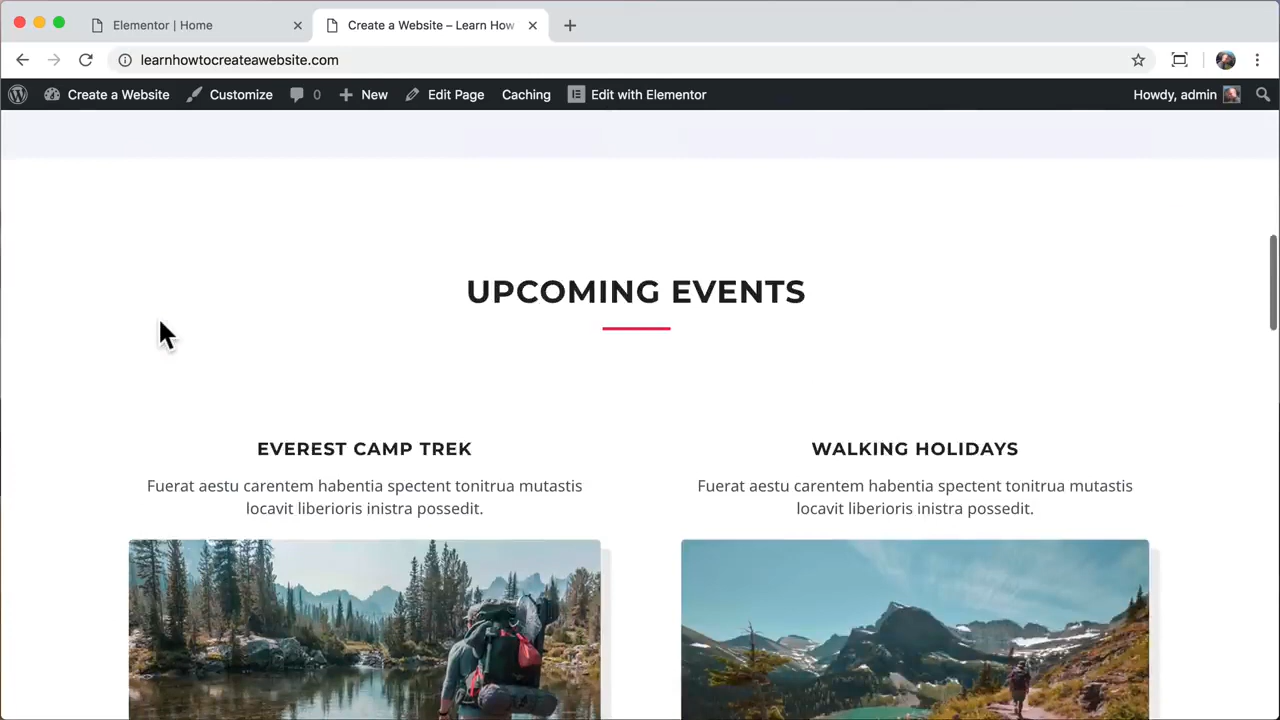 Elementor | Home
Create a Website – Learn How
learnhowtocreateawebsite.com
Create a Website
Customize
0
New
Edit Page
Caching
Edit with Elementor
Howdy, admin
UPCOMING EVENTS
EVEREST CAMP TREK
Fuerat aestu carentem habentia spectent tonitrua mutastis
locavit liberioris inistra possedit.
WALKING HOLIDAYS
Fuerat aestu carentem habentia spectent tonitrua mutastis
locavit liberioris inistra possedit.